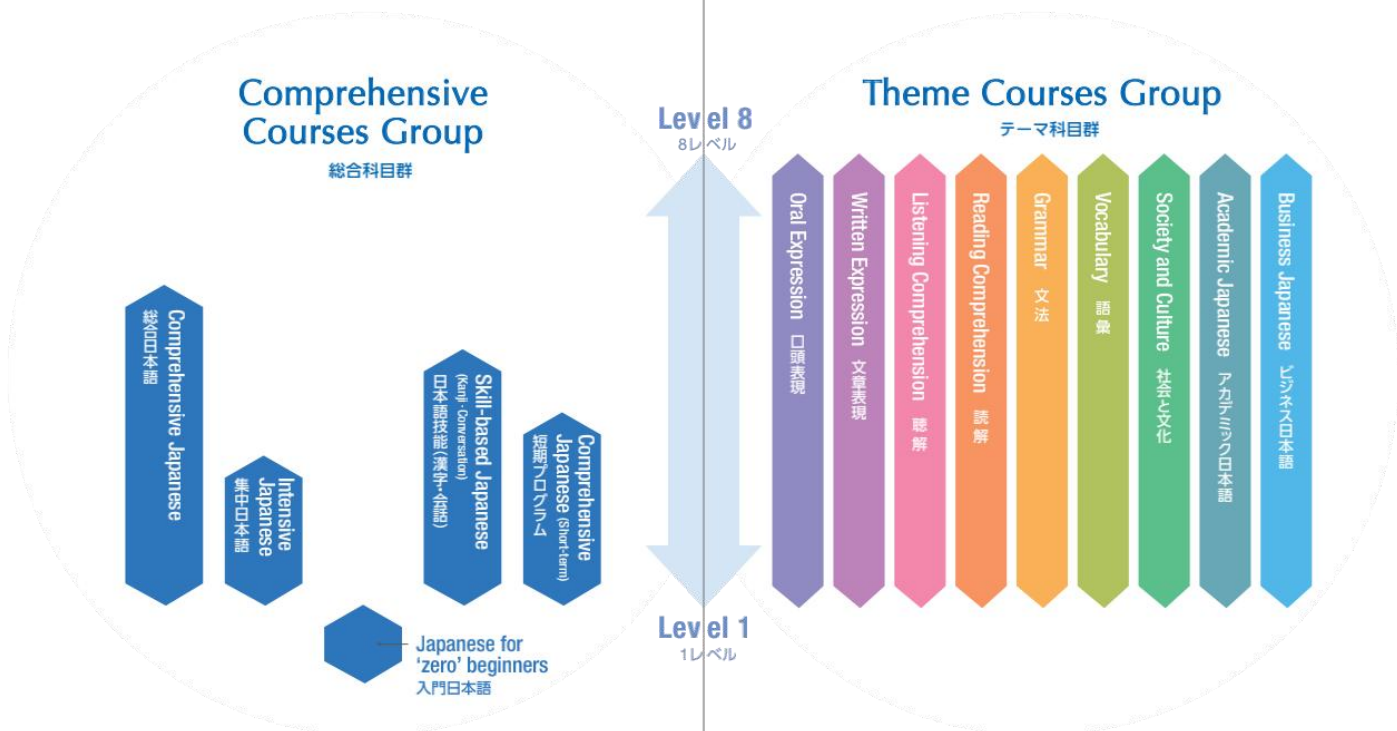 Comprehensive
Courses Group
総合科目群
Comprehensive Japanese
総合日本語
Intensive
Japanese
集中日本語
Japanese for
‘zero’ beginners
入門日本語
Skill-based Japanese
(Kanji・Conversation)
日本語技能(漢字・会話)
Comprehensive
Japanese (Short-term)
短期プログラム
Level 8
8レベル
Level 1
1レベル
Theme Courses Group
テーマ科目群
Oral Expression 口頭表現
Written Expression 文章表現
Listening Comprehension 聴解
Reading Comprehension 読解
Grammar 文法
Vocabulary 語彙
Society and Culture 社会と文化
Academic Japanese アカデミック日本語
Business Japanese ビジネス日本語